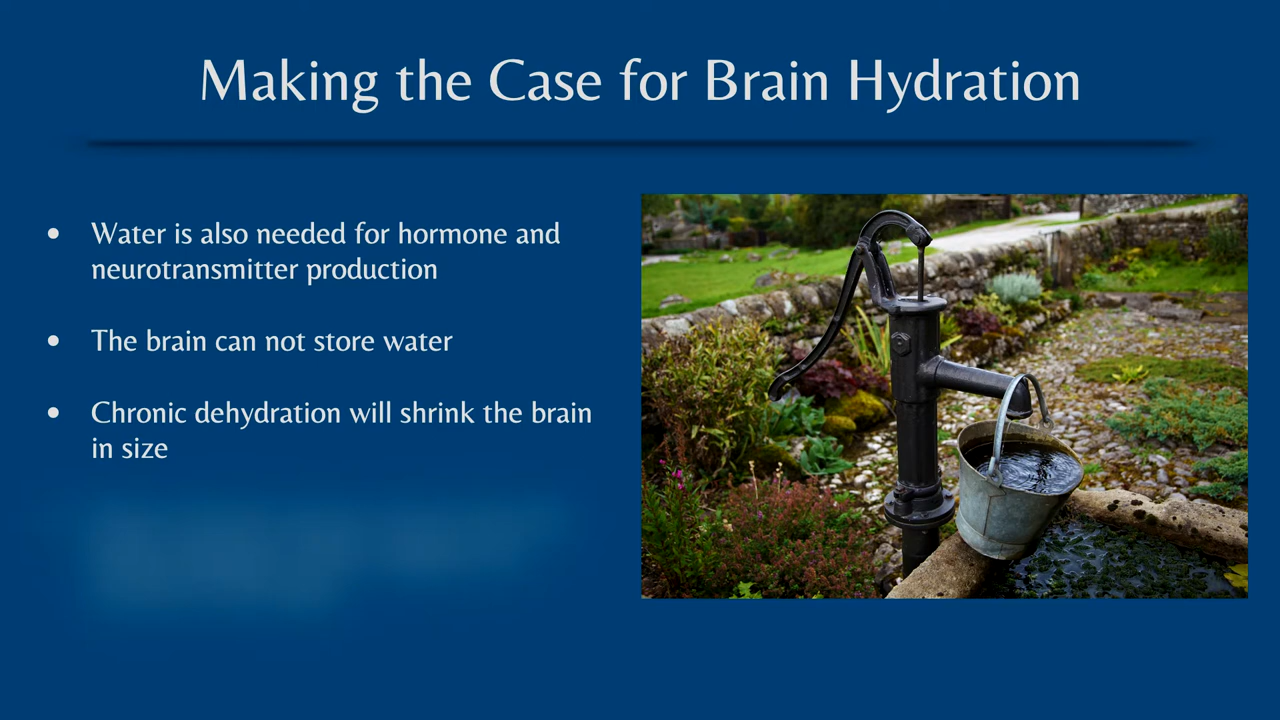 Making the Case for Brain Hydration
• Water is also needed for hormone and
neurotransmitter production
• The brain can not store water
• Chronic dehydration will shrink the brain
in size